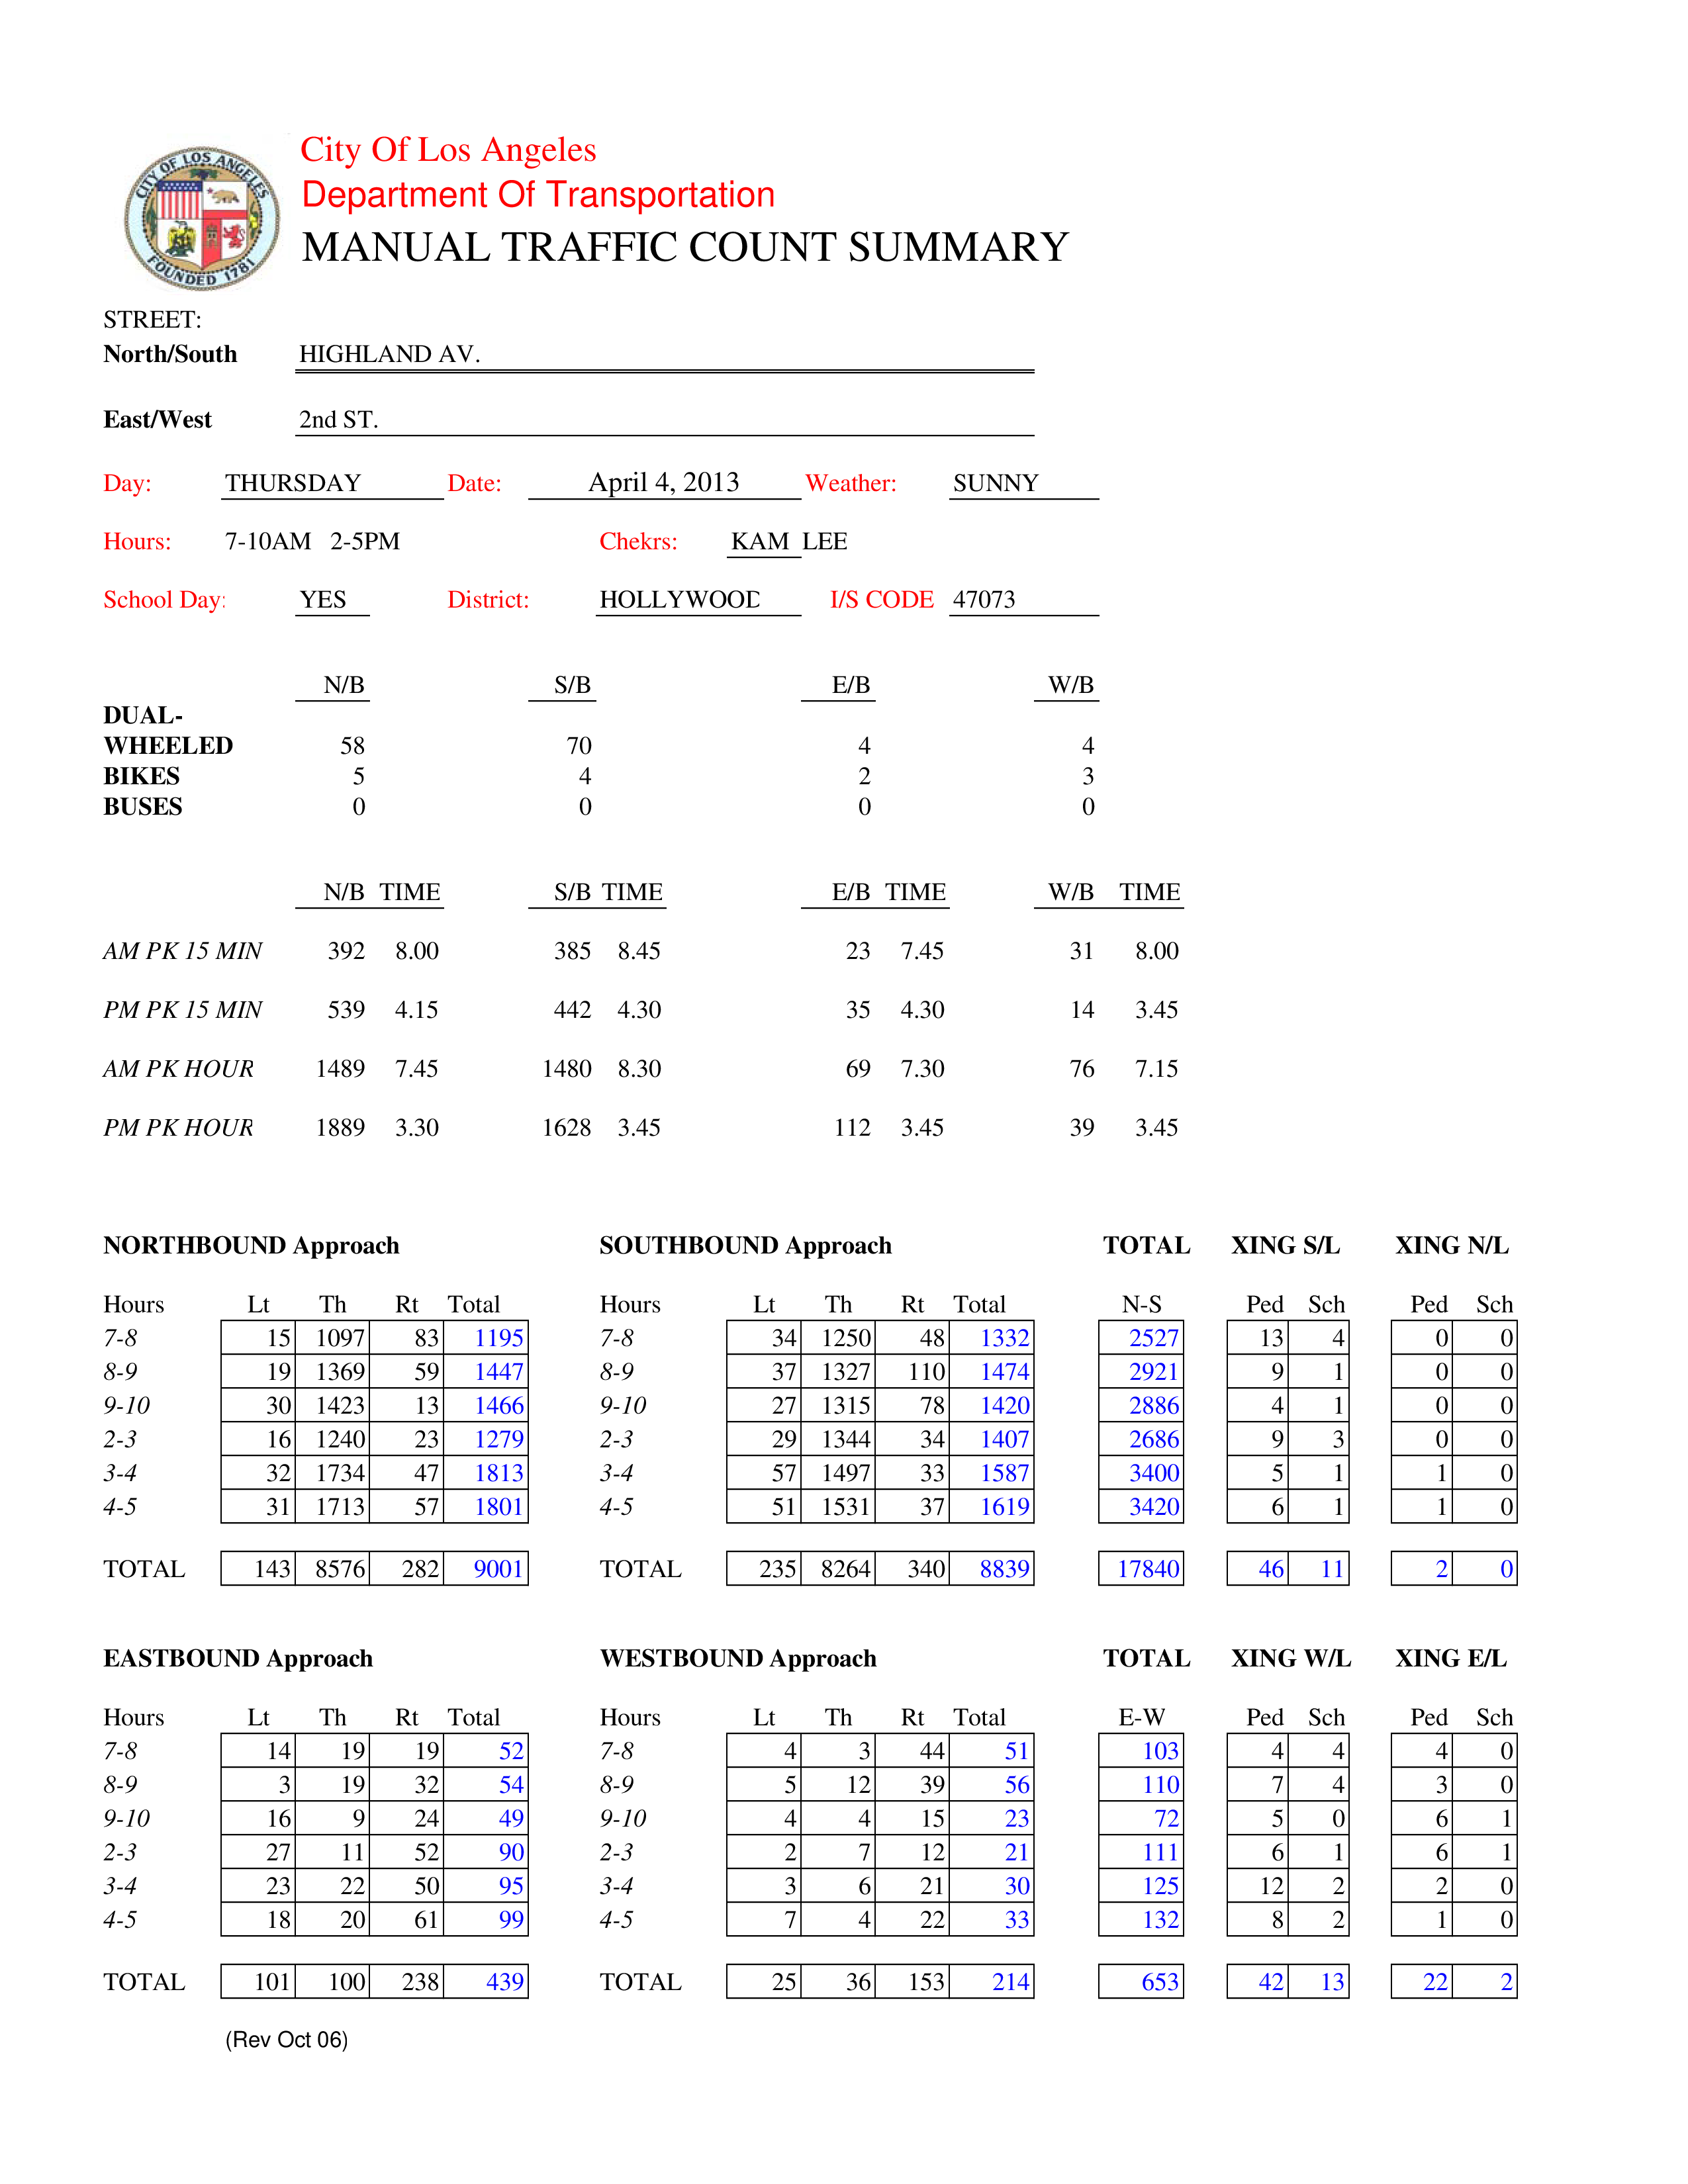 CITY OF LOS ANGELES
FOUNDED 1781
City Of Los Angeles
Department Of Transportation
MANUAL TRAFFIC COUNT SUMMARY
STREET:
North/South HIGHLAND AV.
East/West 2nd ST.
Day: THURSDAY Date: April 4, 2013 Weather: SUNNY
Hours: 7-10AM 2-5PM Chekrs: KAM LEE
School Day: YES District: HOLLYWOOD I/S CODE 47073
N/B S/B E/B W/B
DUAL-
WHEELED 58 70 4 4
BIKES 5 4 2 3
BUSES 0 0 0 0
N/B TIME S/B TIME E/B TIME W/B TIME
AM PK 15 MIN 392 8.00 385 8.45 23 7.45 31 8.00
PM PK 15 MIN 539 4.15 442 4.30 35 4.30 14 3.45
AM PK HOUR 1489 7.45 1480 8.30 69 7.30 76 7.15
PM PK HOUR 1889 3.30 1628 3.45 112 3.45 39 3.45
NORTHBOUND Approach SOUTHBOUND Approach TOTAL XING S/L XING N/L
Hours Lt Th Rt Total Hours Lt Th Rt Total N-S Ped Sch Ped Sch
7-8 15 1097 83 1195 7-8 34 1250 48 1332 2527 13 4 0 0
8-9 19 1369 59 1447 8-9 37 1327 110 1474 2921 9 1 0 0
9-10 30 1423 13 1466 9-10 27 1315 78 1420 2886 4 1 0 0
2-3 16 1240 23 1279 2-3 29 1344 34 1407 2686 9 3 0 0
3-4 32 1734 47 1813 3-4 57 1497 33 1587 3400 5 1 1 0
4-5 31 1713 57 1801 4-5 51 1531 37 1619 3420 6 1 1 0
TOTAL 143 8576 282 9001 TOTAL 235 8264 340 8839 17840 46 11 2 0
EASTBOUND Approach WESTBOUND Approach TOTAL XING W/L XING E/L
Hours Lt Th Rt Total Hours Lt Th Rt Total E-W Ped Sch Ped Sch
7-8 14 19 19 52 7-8 4 3 44 51 103 4 4 4 0
8-9 3 19 32 54 8-9 5 12 39 56 110 7 4 3 0
9-10 16 9 24 49 9-10 4 4 15 23 72 5 0 6 1
2-3 27 11 52 90 2-3 2 7 12 21 111 6 1 6 1
3-4 23 22 50 95 3-4 3 6 21 30 125 12 2 2 0
4-5 18 20 61 99 4-5 7 4 22 33 132 8 2 1 0
TOTAL 101 100 238 439 TOTAL 25 36 153 214 653 42 13 22 2
(Rev Oct 06)